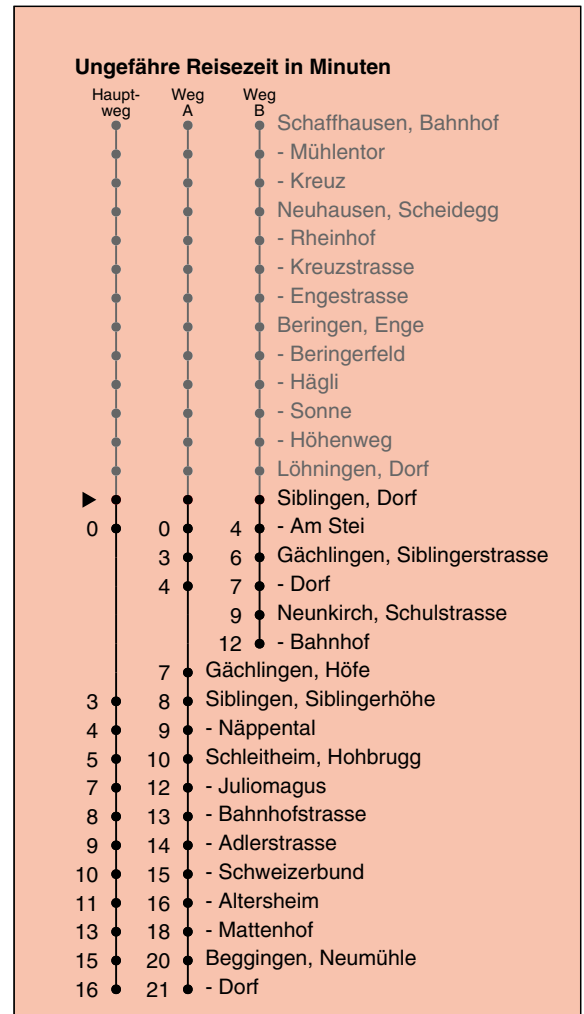 Ungefähre Reisezeit in Minuten
Haupt- Weg Weg
weg A B
Schaffhausen, Bahnhof
- Mühlentor
- Kreuz
Neuhausen, Scheidegg
- Rheinhof
- Kreuzstrasse
- Engestrasse
Beringen, Enge
- Beringerfeld
- Hägli
- Sonne
- Höhenweg
Löhningen, Dorf
Siblingen, Dorf
0 0 4 - Am Stei
3 6 Gächlingen, Siblingerstrasse
4 7 - Dorf
9 Neunkirch, Schulstrasse
12 - Bahnhof
7 Gächlingen, Höfe
3 8 Siblingen, Siblingerhöhe
4 9 - Näppental
5 10 Schleitheim, Hohbrugg
7 12 - Juliomagus
8 13 - Bahnhofstrasse
9 14 - Adlerstrasse
10 15 - Schweizerbund
11 16 - Altersheim
13 18 - Mattenhof
15 20 Beggingen, Neumühle
16 21 - Dorf